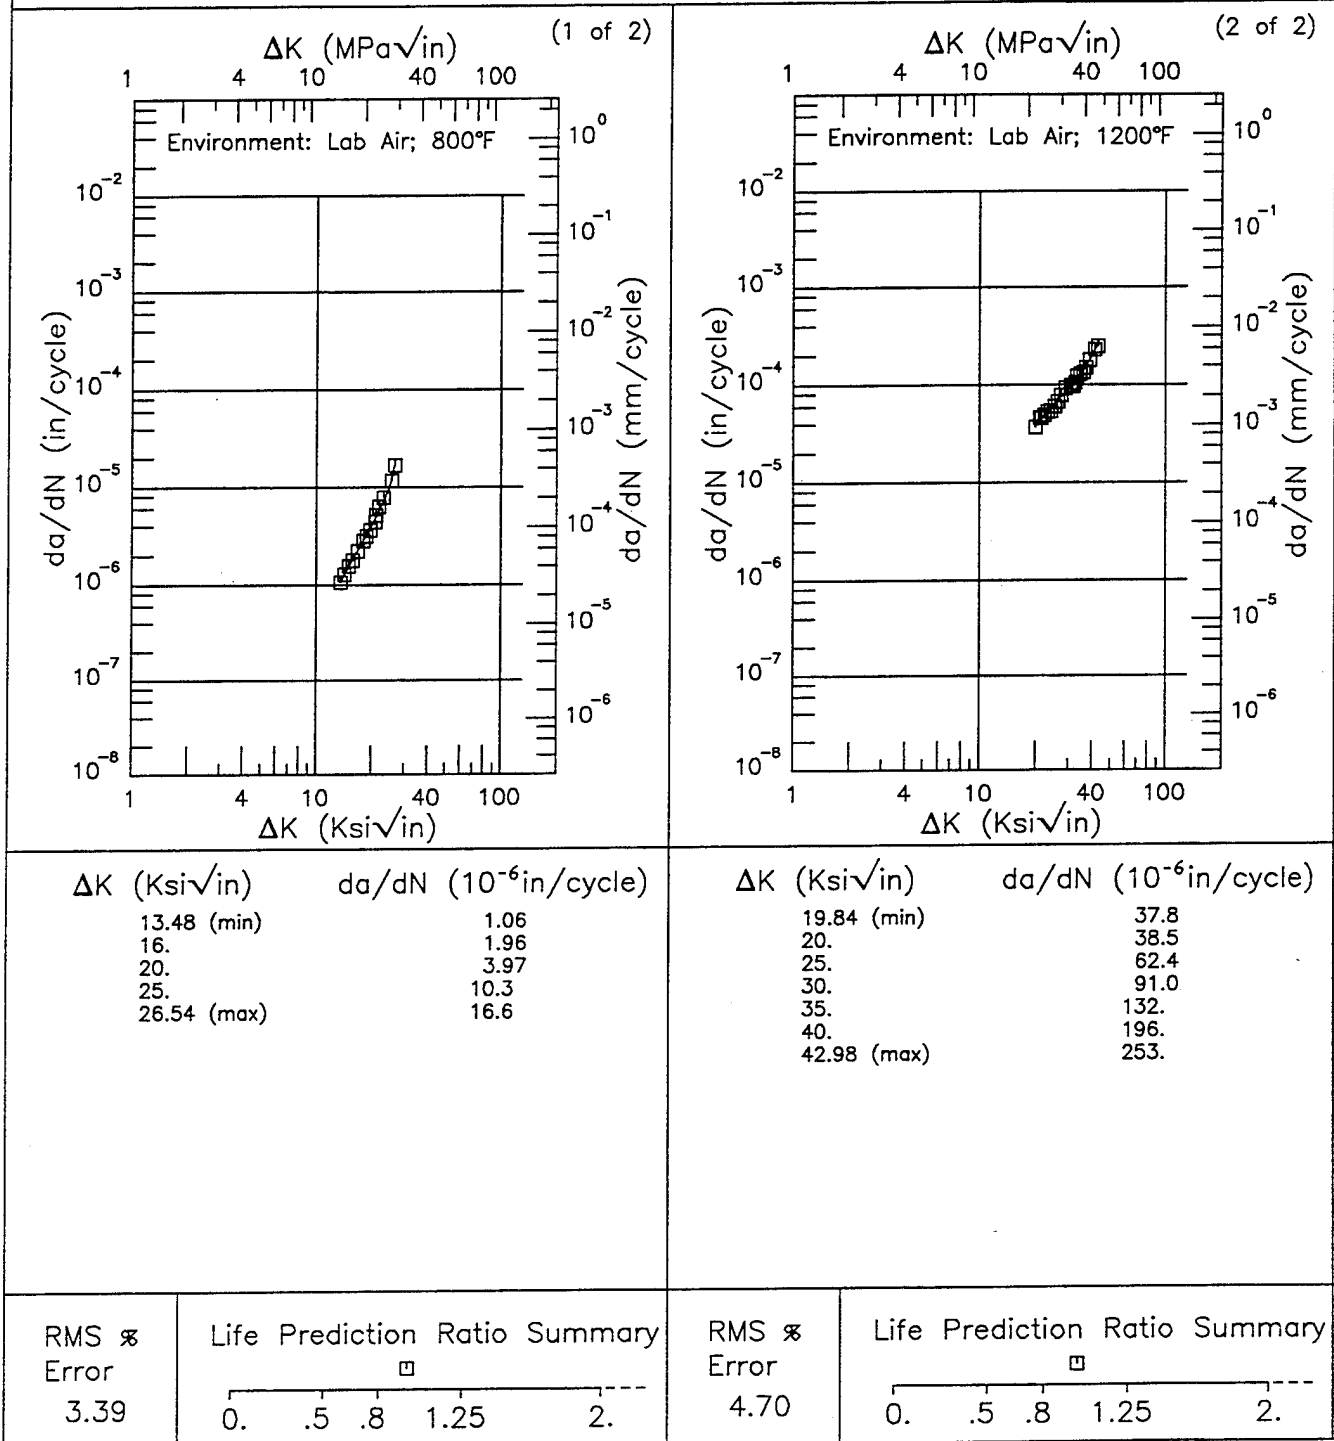 (1 of 2)
ΔK (MPa√in)
1 4 10 40 100
Environment: Lab Air; 800°F
da/dN (in/cycle)
10⁻²
10⁻³
10⁻⁴
10⁻⁵
10⁻⁶
10⁻⁷
10⁻⁸
da/dN (mm/cycle)
10⁰
10⁻¹
10⁻²
10⁻³
10⁻⁴
10⁻⁵
10⁻⁶
1 4 10 40 100
ΔK (Ksi√in)
(2 of 2)
ΔK (MPa√in)
1 4 10 40 100
Environment: Lab Air; 1200°F
da/dN (in/cycle)
10⁻²
10⁻³
10⁻⁴
10⁻⁵
10⁻⁶
10⁻⁷
10⁻⁸
da/dN (mm/cycle)
10⁰
10⁻¹
10⁻²
10⁻³
10⁻⁴
10⁻⁵
10⁻⁶
1 4 10 40 100
ΔK (Ksi√in)
ΔK (Ksi√in) da/dN (10⁻⁶in/cycle)
13.48 (min) 1.06
16. 1.96
20. 3.97
25. 10.3
26.54 (max) 16.6
ΔK (Ksi√in) da/dN (10⁻⁶in/cycle)
19.84 (min) 37.8
20. 38.5
25. 62.4
30. 91.0
35. 132.
40. 196.
42.98 (max) 253.
RMS %
Error
3.39
Life Prediction Ratio Summary
0. .5 .8 1.25 2.
RMS %
Error
4.70
Life Prediction Ratio Summary
0. .5 .8 1.25 2.